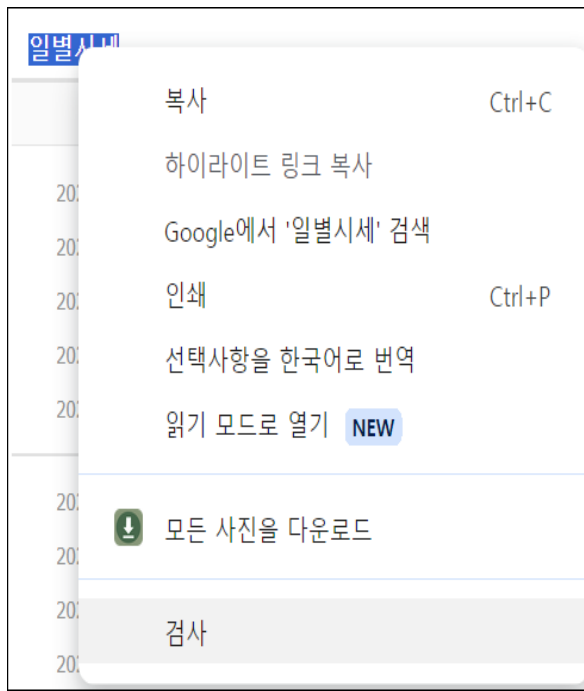 일별시세
복사 Ctrl+C
하이라이트 링크 복사
Google에서 '일별시세' 검색
인쇄 Ctrl+P
선택사항을 한국어로 번역
읽기 모드로 열기 NEW
모든 사진을 다운로드
검사